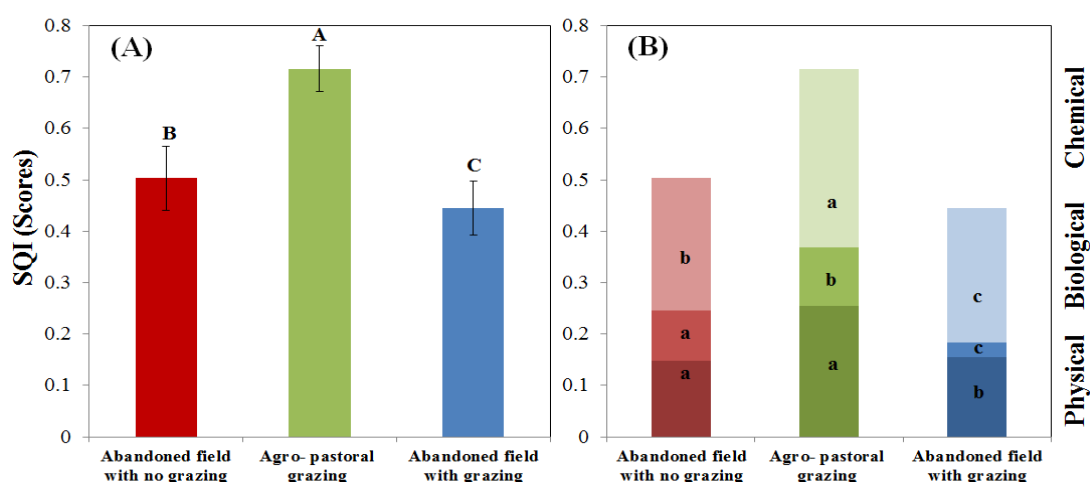 (A)
SQI (Scores)
0.8
0.7
0.6
0.5
0.4
0.3
0.2
0.1
0
B
A
C
Abandoned field
with no grazing
Agro- pastoral
grazing
Abandoned field
with grazing
(B)
0.8
0.7
0.6
0.5
0.4
0.3
0.2
0.1
0
b
a
a
a
b
a
c
c
b
Abandoned field
with no grazing
Agro- pastoral
grazing
Abandoned field
with grazing
Physical Biological Chemical